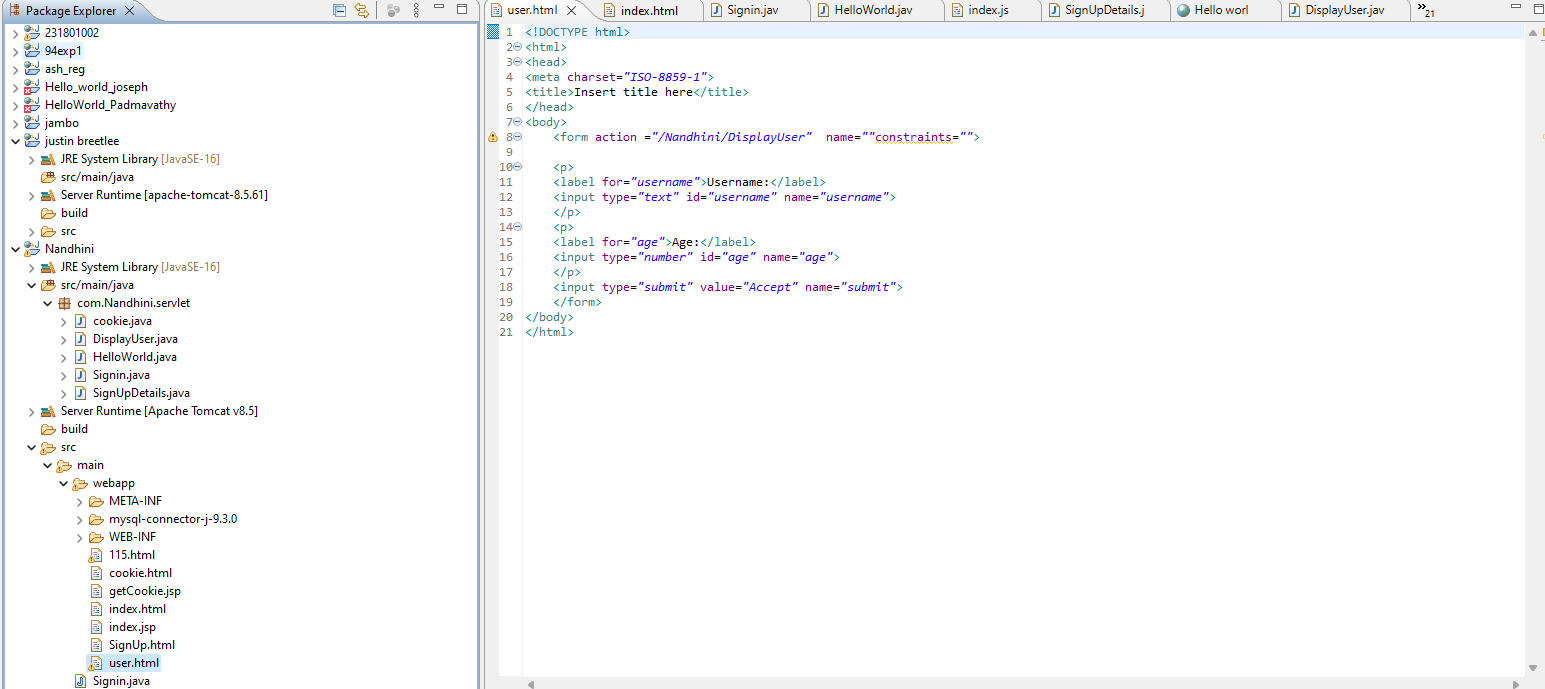 Package Explorer
231801002
94exp1
ash_reg
Hello_world_joseph
HelloWorld_Padmavathy
jambo
justin breetlee
JRE System Library [JavaSE-16]
src/main/java
Server Runtime [apache-tomcat-8.5.61]
build
src
Nandhini
JRE System Library [JavaSE-16]
src/main/java
com.Nandhini.servlet
cookie.java
DisplayUser.java
HelloWorld.java
Signin.java
SignUpDetails.java
Server Runtime [Apache Tomcat v8.5]
build
src
main
webapp
META-INF
mysql-connector-j-9.3.0
WEB-INF
115.html
cookie.html
getCookie.jsp
index.html
index.jsp
SignUp.html
user.html
Signin.java
user.html index.html Signin.jav HelloWorld.jav index.js SignUpDetails.j Hello worl DisplayUser.jav »21
1 <!DOCTYPE html>
2 <html>
3 <head>
4 <meta charset="ISO-8859-1">
5 <title>Insert title here</title>
6 </head>
7 <body>
8 <form action ="/Nandhini/DisplayUser" name=""constraints="">
9
10 <p>
11 <label for="username">Username:</label>
12 <input type="text" id="username" name="username">
13 </p>
14 <p>
15 <label for="age">Age:</label>
16 <input type="number" id="age" name="age">
17 </p>
18 <input type="submit" value="Accept" name="submit">
19 </form>
20 </body>
21 </html>